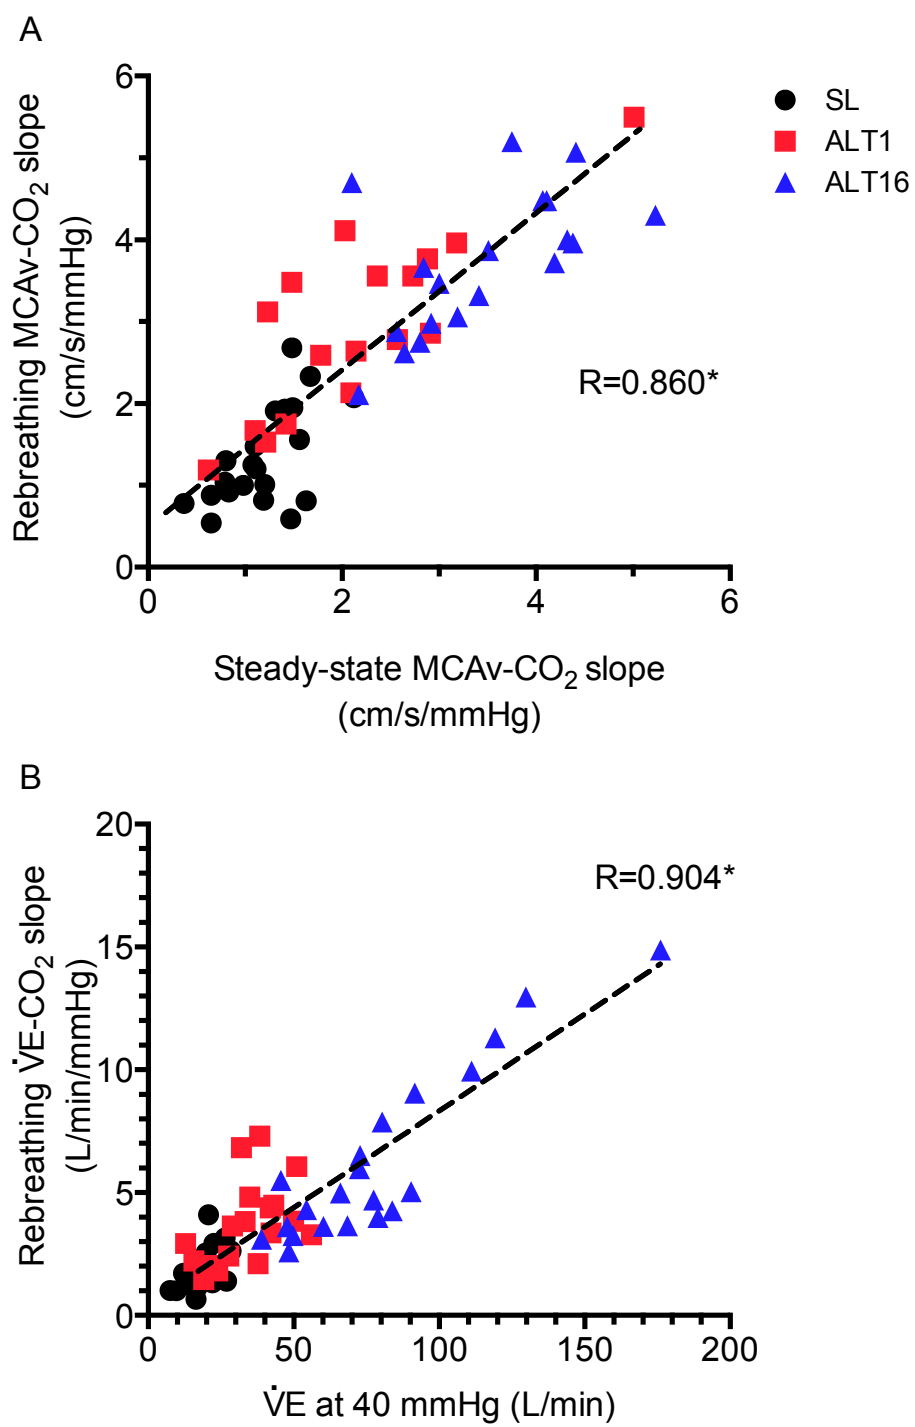 A
Rebreathing MCAv-CO₂ slope
(cm/s/mmHg)
6
4
2
0
0 2 4 6
Steady-state MCAv-CO₂ slope
(cm/s/mmHg)
R=0.860*
SL
ALT1
ALT16
B
Rebreathing V̇E-CO₂ slope
(L/min/mmHg)
20
15
10
5
0
0 50 100 150 200
V̇E at 40 mmHg (L/min)
R=0.904*